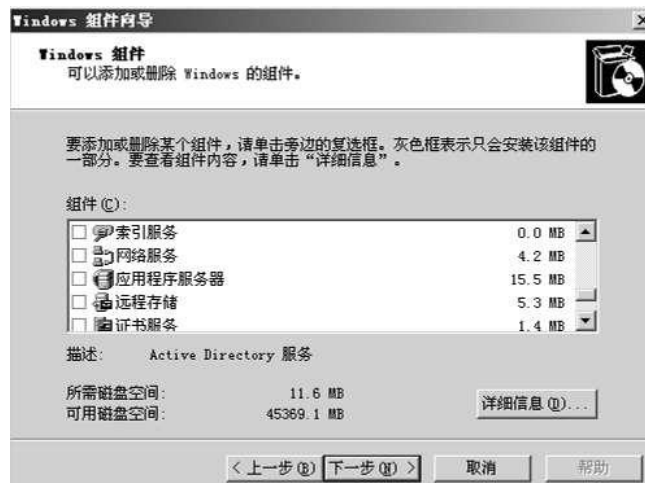 Windows 组件向导
Windows 组件
可以添加或删除 Windows 的组件。
要添加或删除某个组件，请单击旁边的复选框。灰色框表示只会安装该组件的
一部分。要查看组件内容，请单击“详细信息”。
组件(C):
索引服务 0.0 MB
网络服务 4.2 MB
应用程序服务器 15.5 MB
远程存储 5.3 MB
证书服务 1.4 MB
描述: Active Directory 服务
所需磁盘空间: 11.6 MB
可用磁盘空间: 45369.1 MB
详细信息(D)...
< 上一步(B) 下一步(N) > 取消 帮助